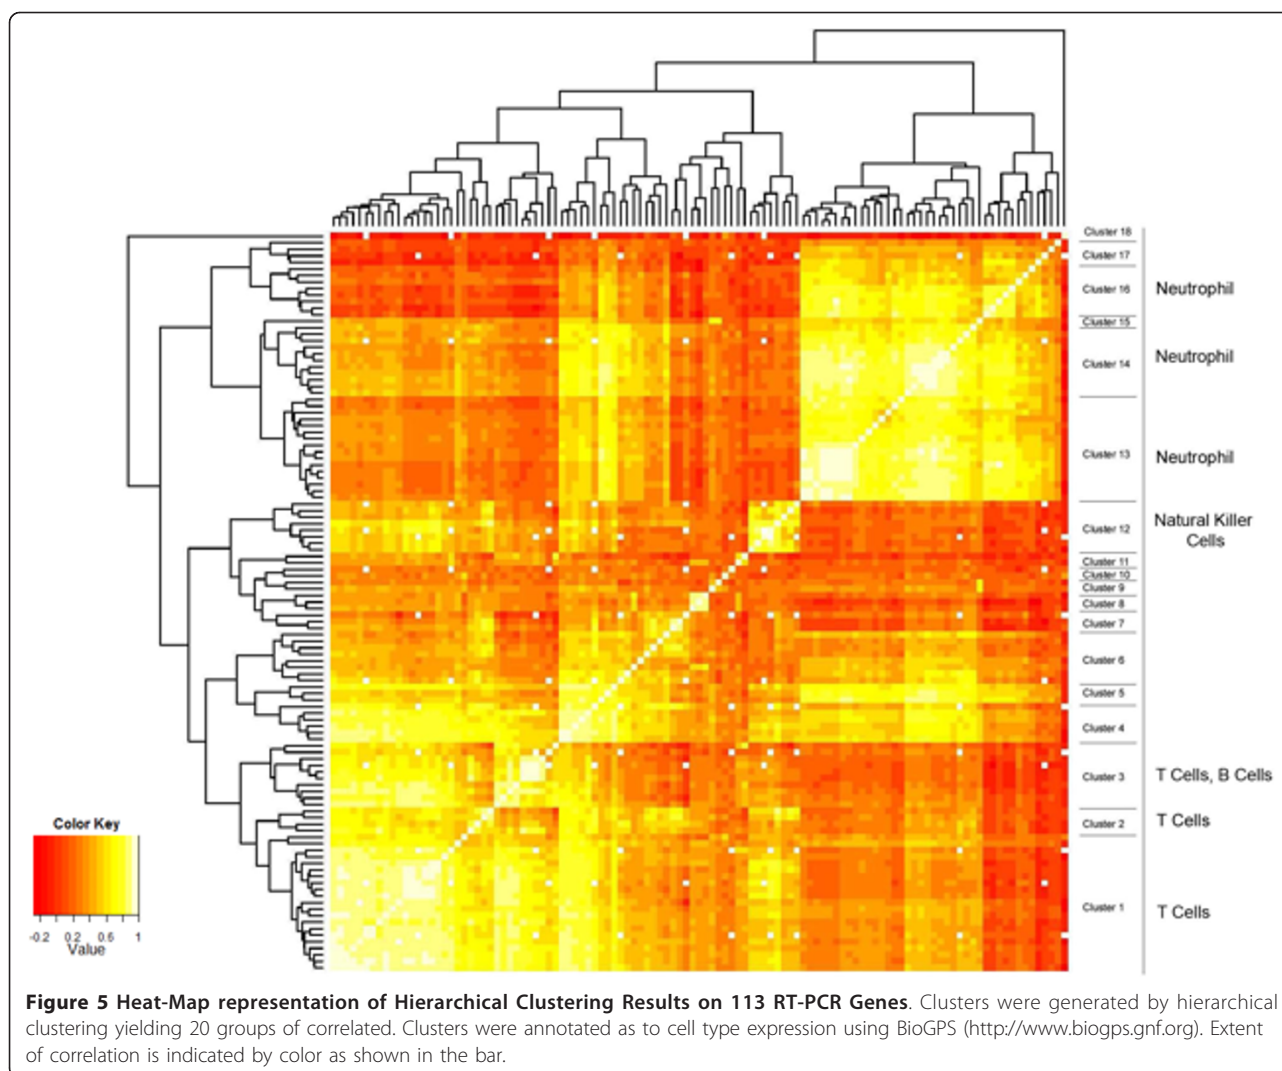 Cluster 18
Cluster 17
Cluster 16
Neutrophil
Cluster 15
Cluster 14
Neutrophil
Cluster 13
Neutrophil
Cluster 12
Natural Killer
Cells
Cluster 11
Cluster 10
Cluster 9
Cluster 8
Cluster 7
Cluster 6
Cluster 5
Cluster 4
Cluster 3
T Cells, B Cells
Cluster 2
T Cells
Cluster 1
T Cells
Color Key
-0.2 0.2 0.6 1
Value
Figure 5 Heat-Map representation of Hierarchical Clustering Results on 113 RT-PCR Genes. Clusters were generated by hierarchical
clustering yielding 20 groups of correlated. Clusters were annotated as to cell type expression using BioGPS (http://www.biogps.gnf.org). Extent
of correlation is indicated by color as shown in the bar.